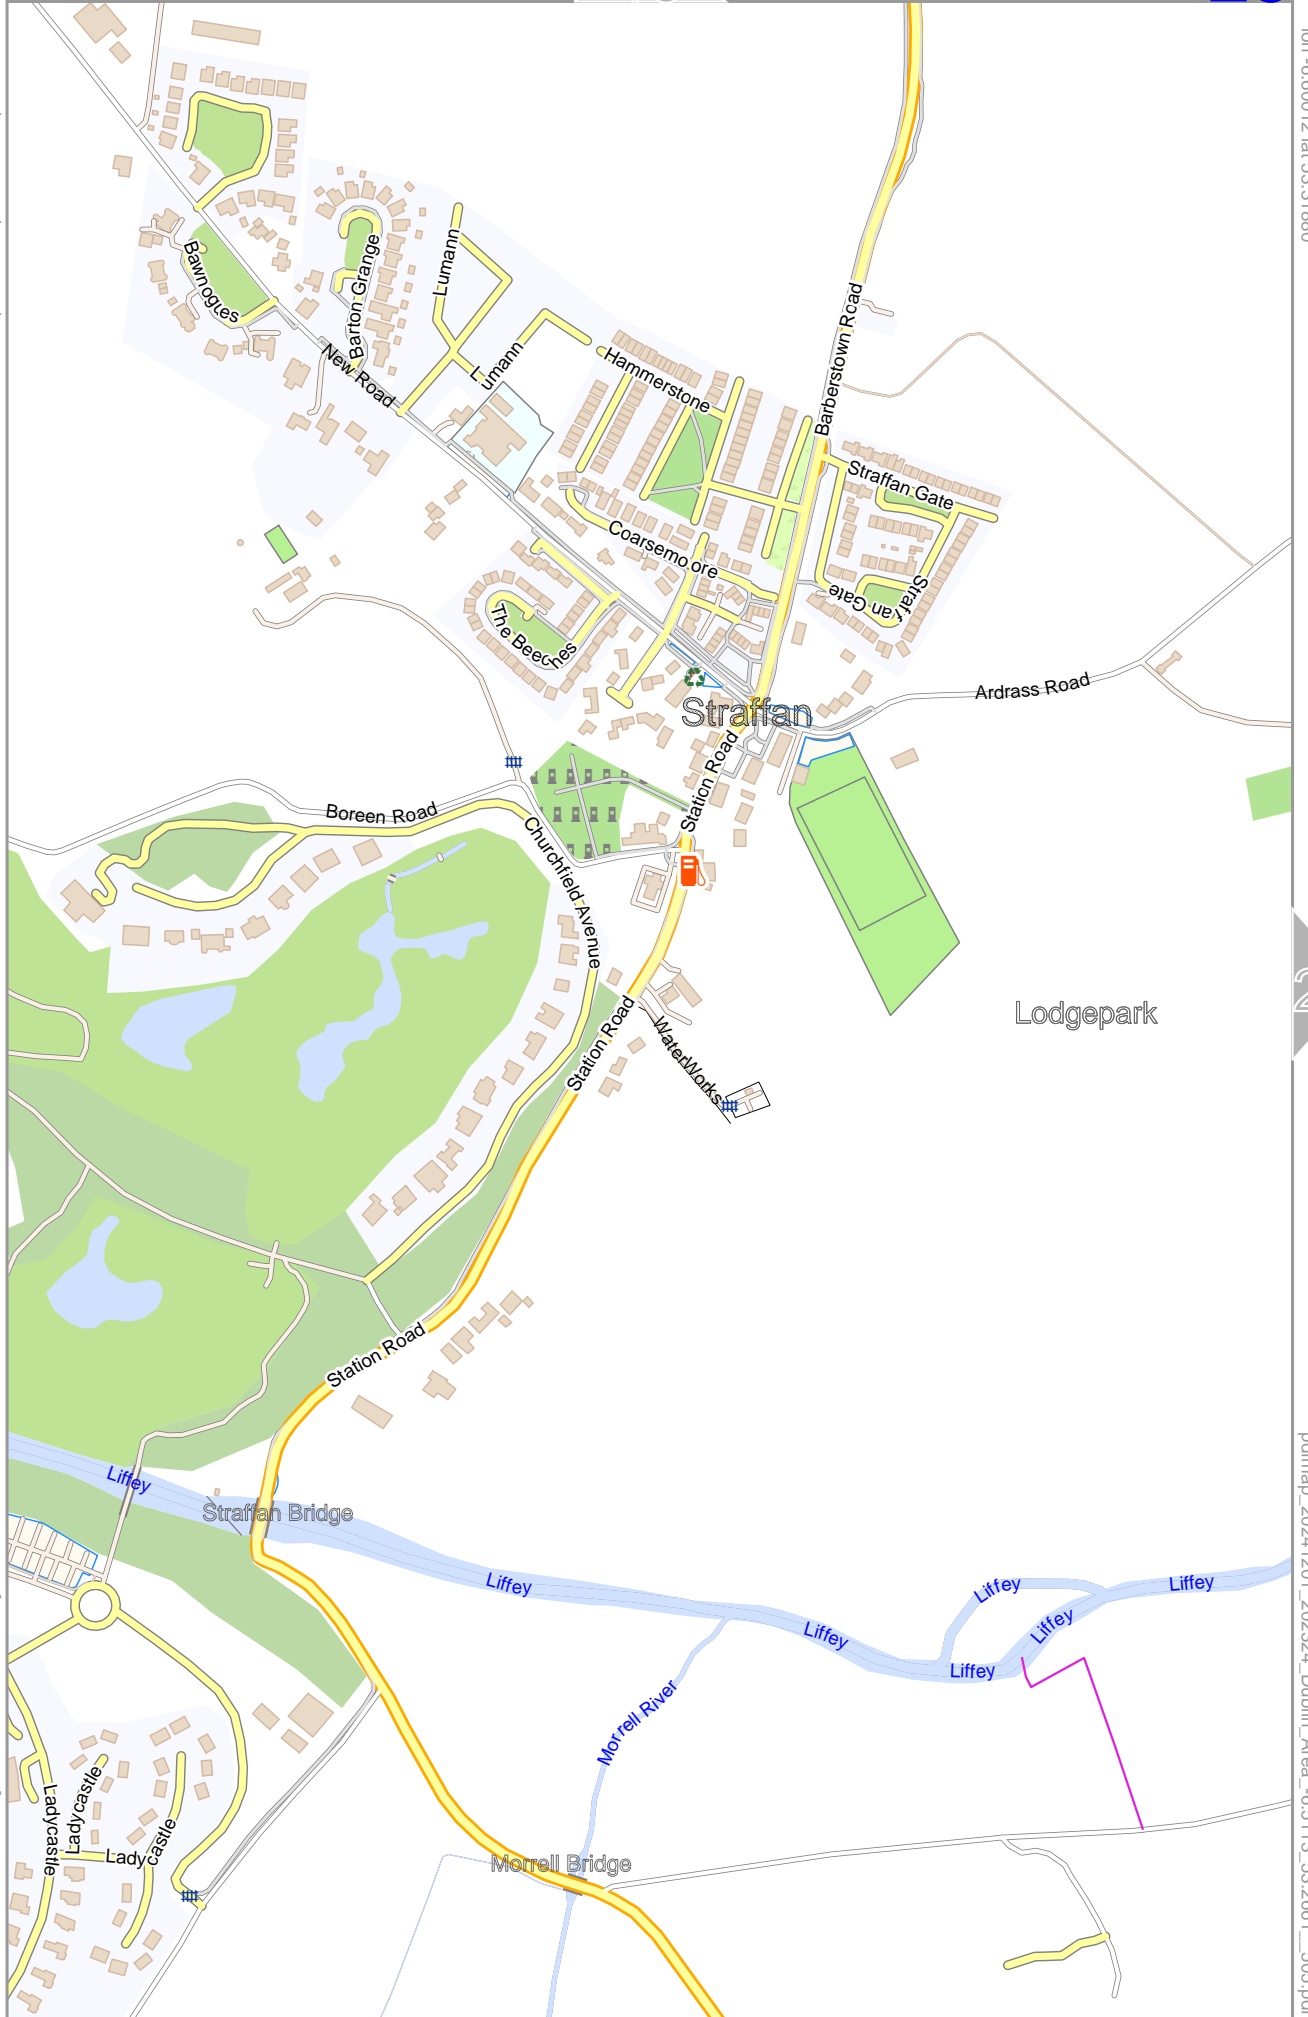 Bawnogues
Barton Grange
Lumann
Lumann
New Road
Hammerstone
Barberstown Road
Straffan Gate
Coarsemoore
Straffan Gate
The Beeches
Ardrass Road
Straffan
Station Road
Boreen Road
Churchfield Avenue
Lodgepark
Station Road
WaterWorks
Station Road
Liffey
Straffan Bridge
Liffey
Liffey
Liffey
Liffey
Liffey
Liffey
Morrell River
Ladycastle
Ladycastle
Ladycastle
Morrell Bridge